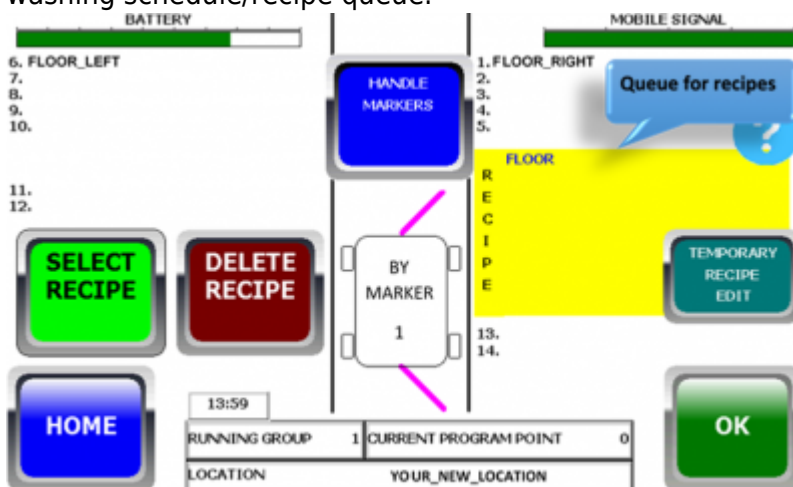 washing schedule/recipe queue.
BATTERY
MOBILE SIGNAL
6. FLOOR_LEFT
7.
8.
9.
10.
11.
12.
HANDLE
MARKERS
1. FLOOR_RIGHT
2.
3.
4.
5.
Queue for recipes
?
FLOOR
R
E
C
I
P
E
TEMPORARY
RECIPE
EDIT
13.
14.
SELECT
RECIPE
DELETE
RECIPE
BY
MARKER
1
HOME
13:59
RUNNING GROUP 1 CURRENT PROGRAM POINT 0
LOCATION YOUR_NEW_LOCATION
OK